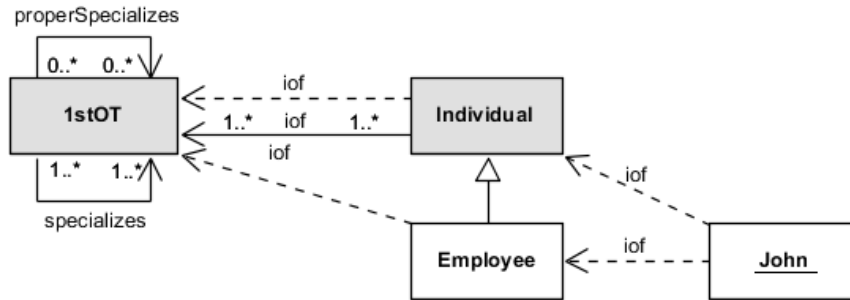 properSpecializes
0..* 0..*
iof
1stOT
1..* iof 1..*
Individual
iof
1..* 1..*
specializes
iof
Employee
iof
John